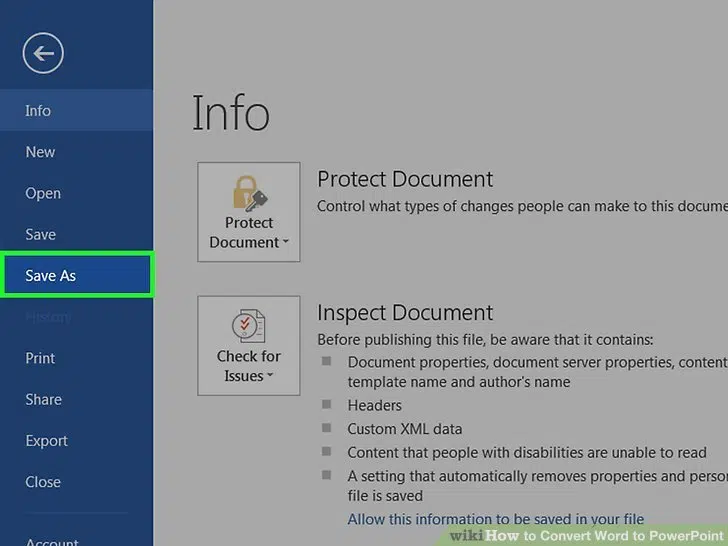 Info
New
Open
Save
Save As
History
Print
Share
Export
Close
Account
Info
Protect Document
Protect Document
Control what types of changes people can make to this docume
Check for Issues
Inspect Document
Before publishing this file, be aware that it contains:
Document properties, document server properties, content
template name and author's name
Headers
Custom XML data
Content that people with disabilities are unable to read
A setting that automatically removes properties and perso
file is saved
Allow this information to be saved in your file
wikiHow to Convert Word to PowerPoint